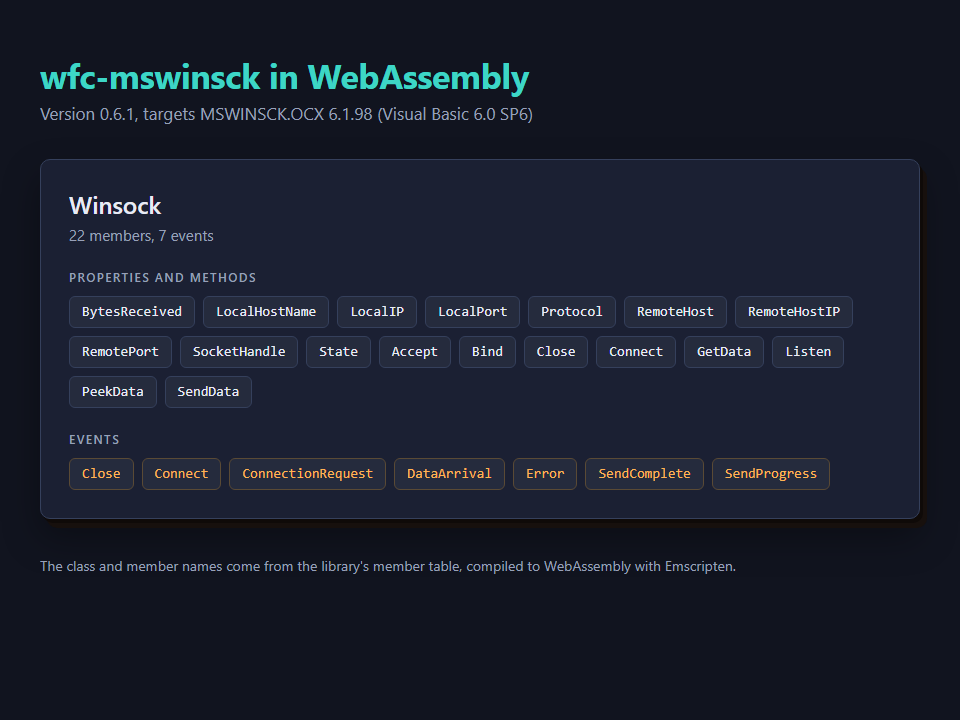 wfc-mswinsck in WebAssembly
Version 0.6.1, targets MSWINSCK.OCX 6.1.98 (Visual Basic 6.0 SP6)
Winsock
22 members, 7 events
PROPERTIES AND METHODS
BytesReceived LocalHostName LocalIP LocalPort Protocol RemoteHost RemoteHostIP
RemotePort SocketHandle State Accept Bind Close Connect GetData Listen
PeekData SendData
EVENTS
Close Connect ConnectionRequest DataArrival Error SendComplete SendProgress
The class and member names come from the library's member table, compiled to WebAssembly with Emscripten.